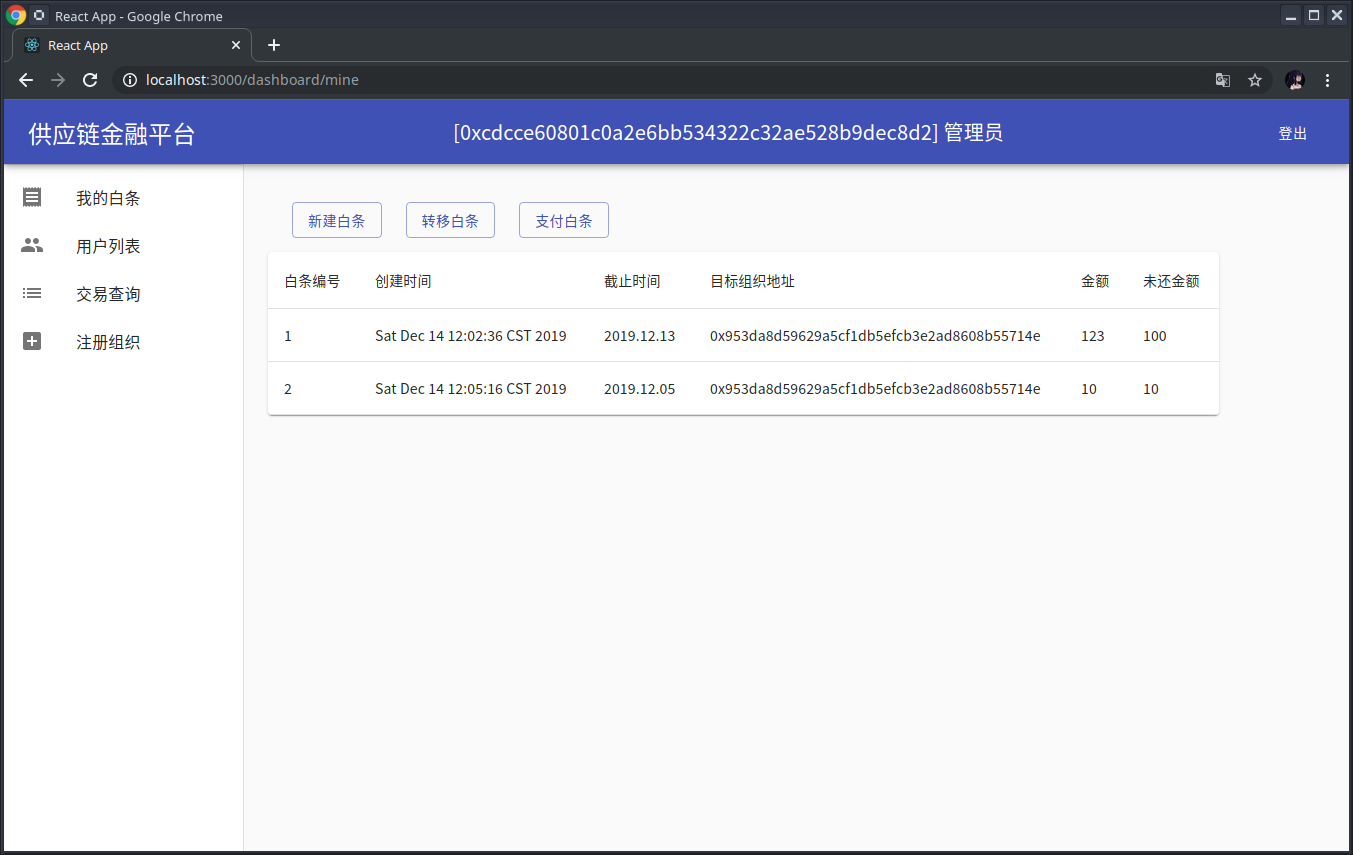 React App - Google Chrome
React App
localhost:3000/dashboard/mine
供应链金融平台 [0xcdcce60801c0a2e6bb534322c32ae528b9dec8d2] 管理员 登出
我的白条
用户列表
交易查询
注册组织
新建白条 转移白条 支付白条
白条编号 创建时间 截止时间 目标组织地址 金额 未还金额
1 Sat Dec 14 12:02:36 CST 2019 2019.12.13 0x953da8d59629a5cf1db5efcb3e2ad8608b55714e 123 100
2 Sat Dec 14 12:05:16 CST 2019 2019.12.05 0x953da8d59629a5cf1db5efcb3e2ad8608b55714e 10 10